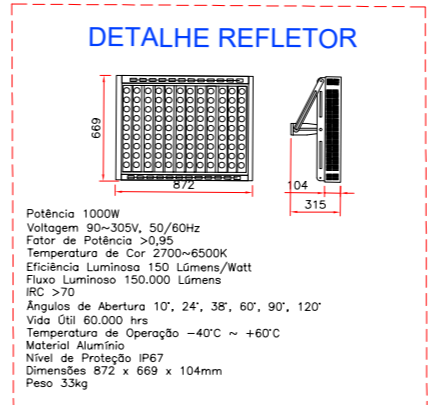 DETALHE REFLETOR
669
872
104
315
Potência 1000W
Voltagem 90~305V, 50/60Hz
Fator de Potência >0,95
Temperatura de Cor 2700~6500K
Eficiência Luminosa 150 Lúmens/Watt
Fluxo Luminoso 150.000 Lúmens
IRC >70
Ângulos de Abertura 10°, 24°, 38°, 60°, 90°, 120°
Vida Útil 60.000 hrs
Temperatura de Operação −40°C ~ +60°C
Material Alumínio
Nível de Proteção IP67
Dimensões 872 x 669 x 104mm
Peso 33kg